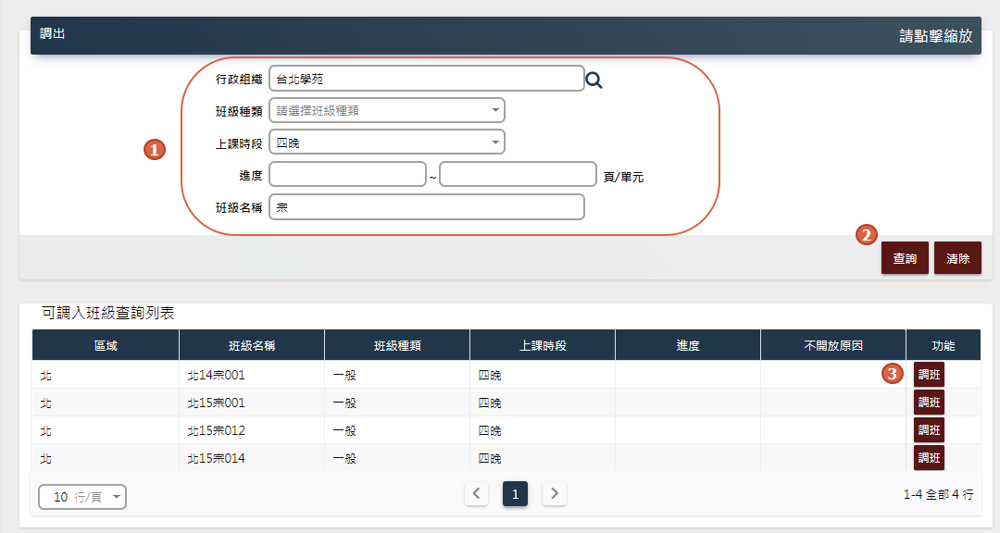 調出 請點擊縮放
行政組織 台北學苑
班級種類 請選擇班級種類
1 上課時段 四晚
進度 ~ 頁/單元
班級名稱 宗
2
查詢 清除
可調入班級查詢列表
區域 班級名稱 班級種類 上課時段 進度 不開放原因 功能
北 北14宗001 一般 四晚 3 調班
北 北15宗001 一般 四晚 調班
北 北15宗012 一般 四晚 調班
北 北15宗014 一般 四晚 調班
10 行/頁 1 1-4 全部 4 行